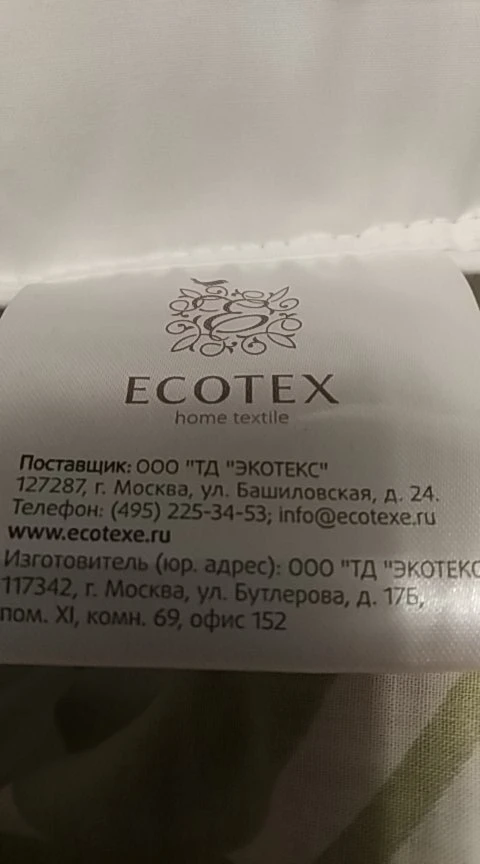 ECOTEX
home textile
Поставщик: ООО "ТД "ЭКОТЕКС"
127287, г. Москва, ул. Башиловская, д. 24.
Телефон: (495) 225-34-53; info@ecotexe.ru
www.ecotexe.ru
Изготовитель (юр. адрес): ООО "ТД "ЭКОТЕКС
117342, г. Москва, ул. Бутлерова, д. 17Б,
пом. XI, комн. 69, офис 152